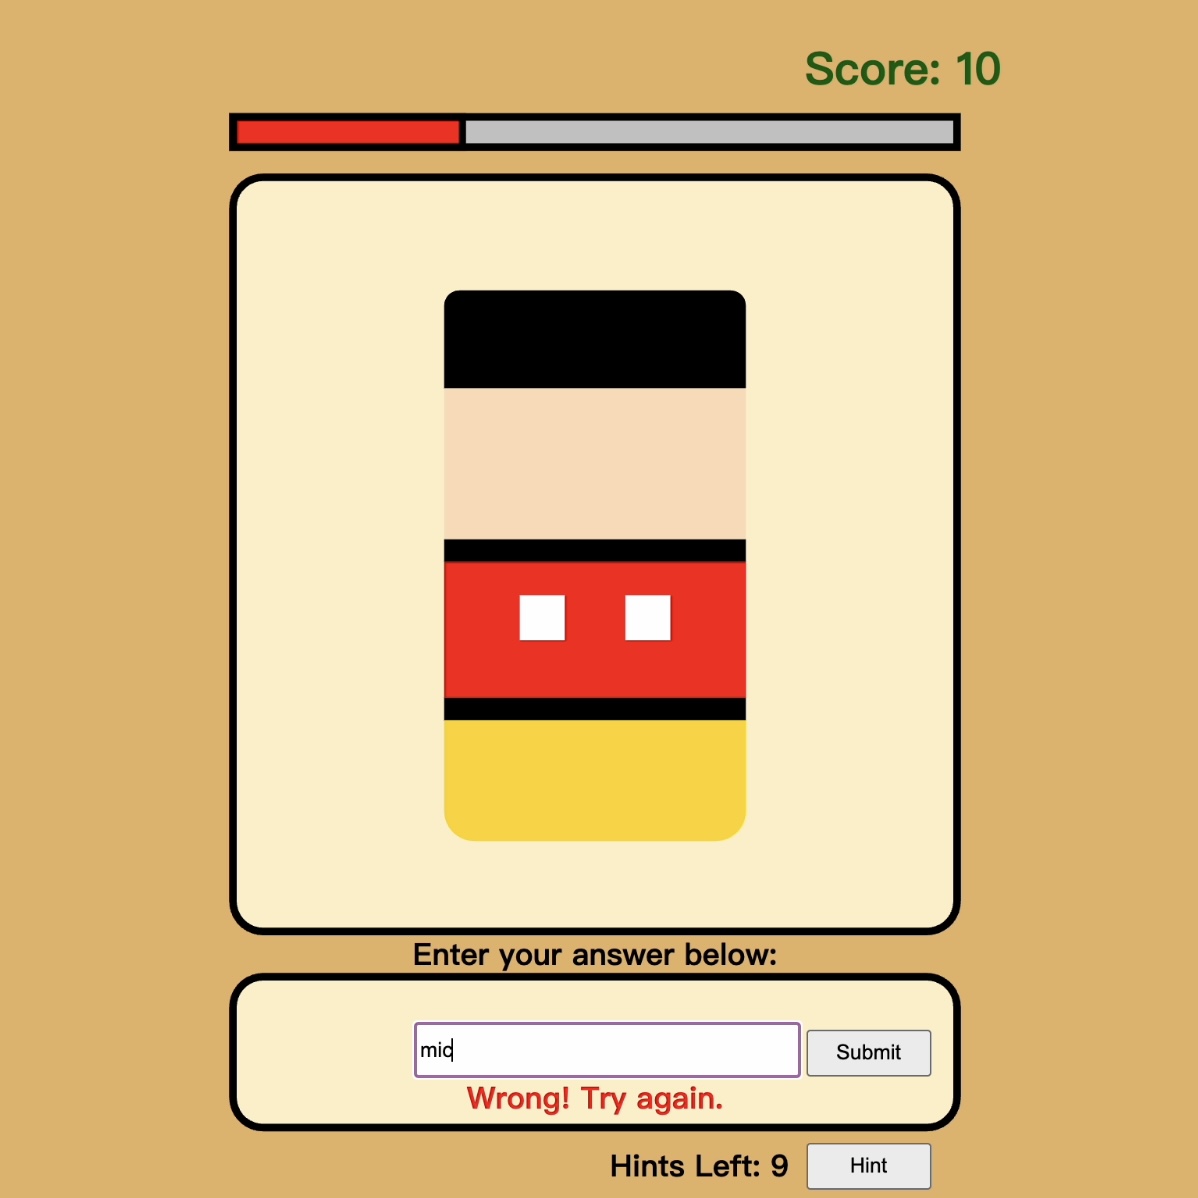 Score: 10
Enter your answer below:
mic
Submit
Wrong! Try again.
Hints Left: 9
Hint